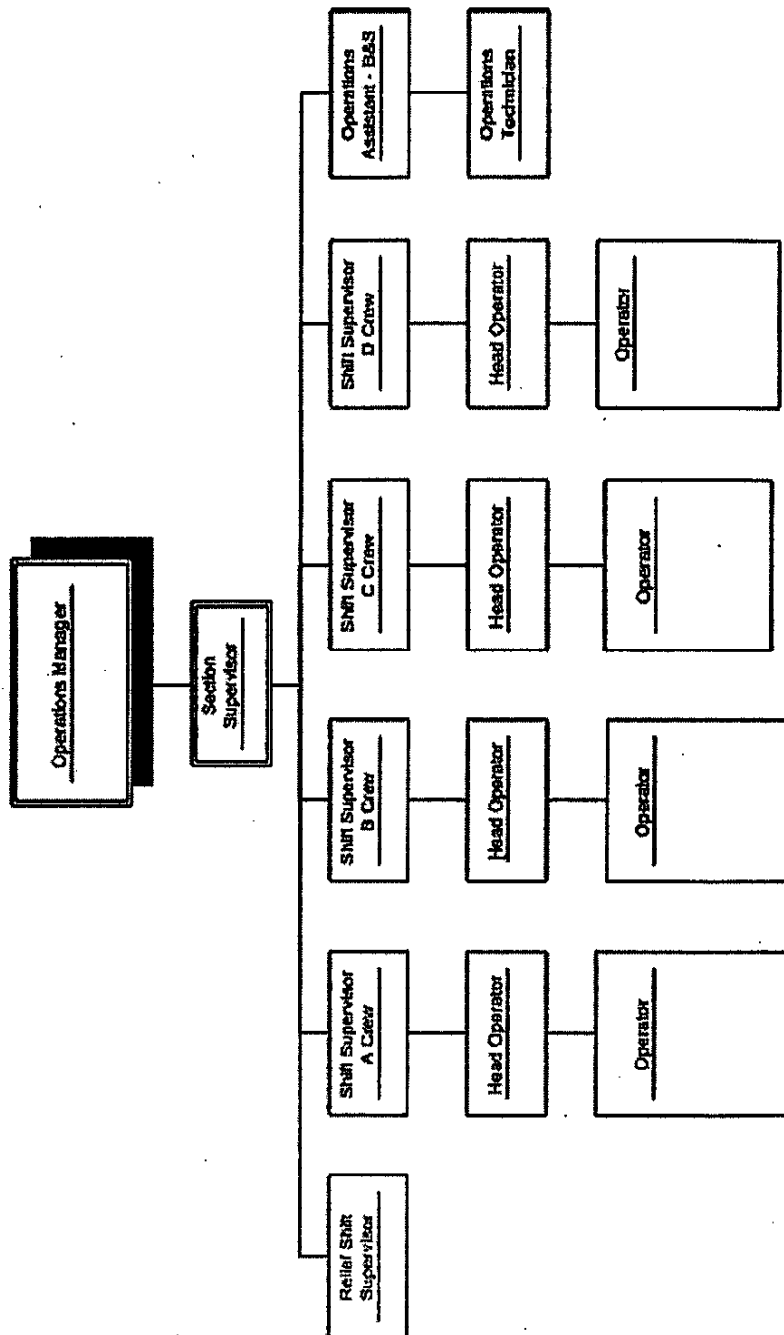 Operations Manager
Section
Supervisor
Relief Shift
Supervisor
Shift Supervisor
A Crew
Shift Supervisor
B Crew
Shift Supervisor
C Crew
Shift Supervisor
D Crew
Operations
Assistant - B&S
Head Operator
Head Operator
Head Operator
Head Operator
Operations
Technician
Operator
Operator
Operator
Operator